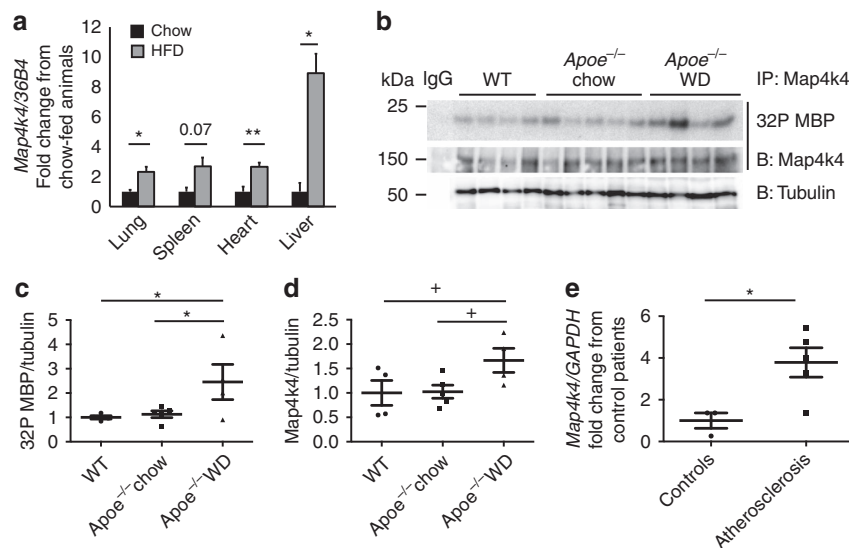 a
Map4k4/36B4
Fold change from
chow-fed animals
12
10
8
6
4
2
0
Chow
HFD
*
0.07
**
*
Lung
Spleen
Heart
Liver
b
kDa
IgG
WT
Apoe–/–
chow
Apoe–/–
WD
IP: Map4k4
25
32P MBP
150
B: Map4k4
50
B: Tubulin
c
32P MBP/tubulin
5
4
3
2
1
0
*
*
WT
Apoe–/– chow
Apoe–/– WD
d
Map4k4/tubulin
2.5
2.0
1.5
1.0
0.5
0.0
+
+
WT
Apoe–/– chow
Apoe–/– WD
e
Map4k4/GAPDH
fold change from
control patients
6
4
2
0
*
Controls
Atherosclerosis